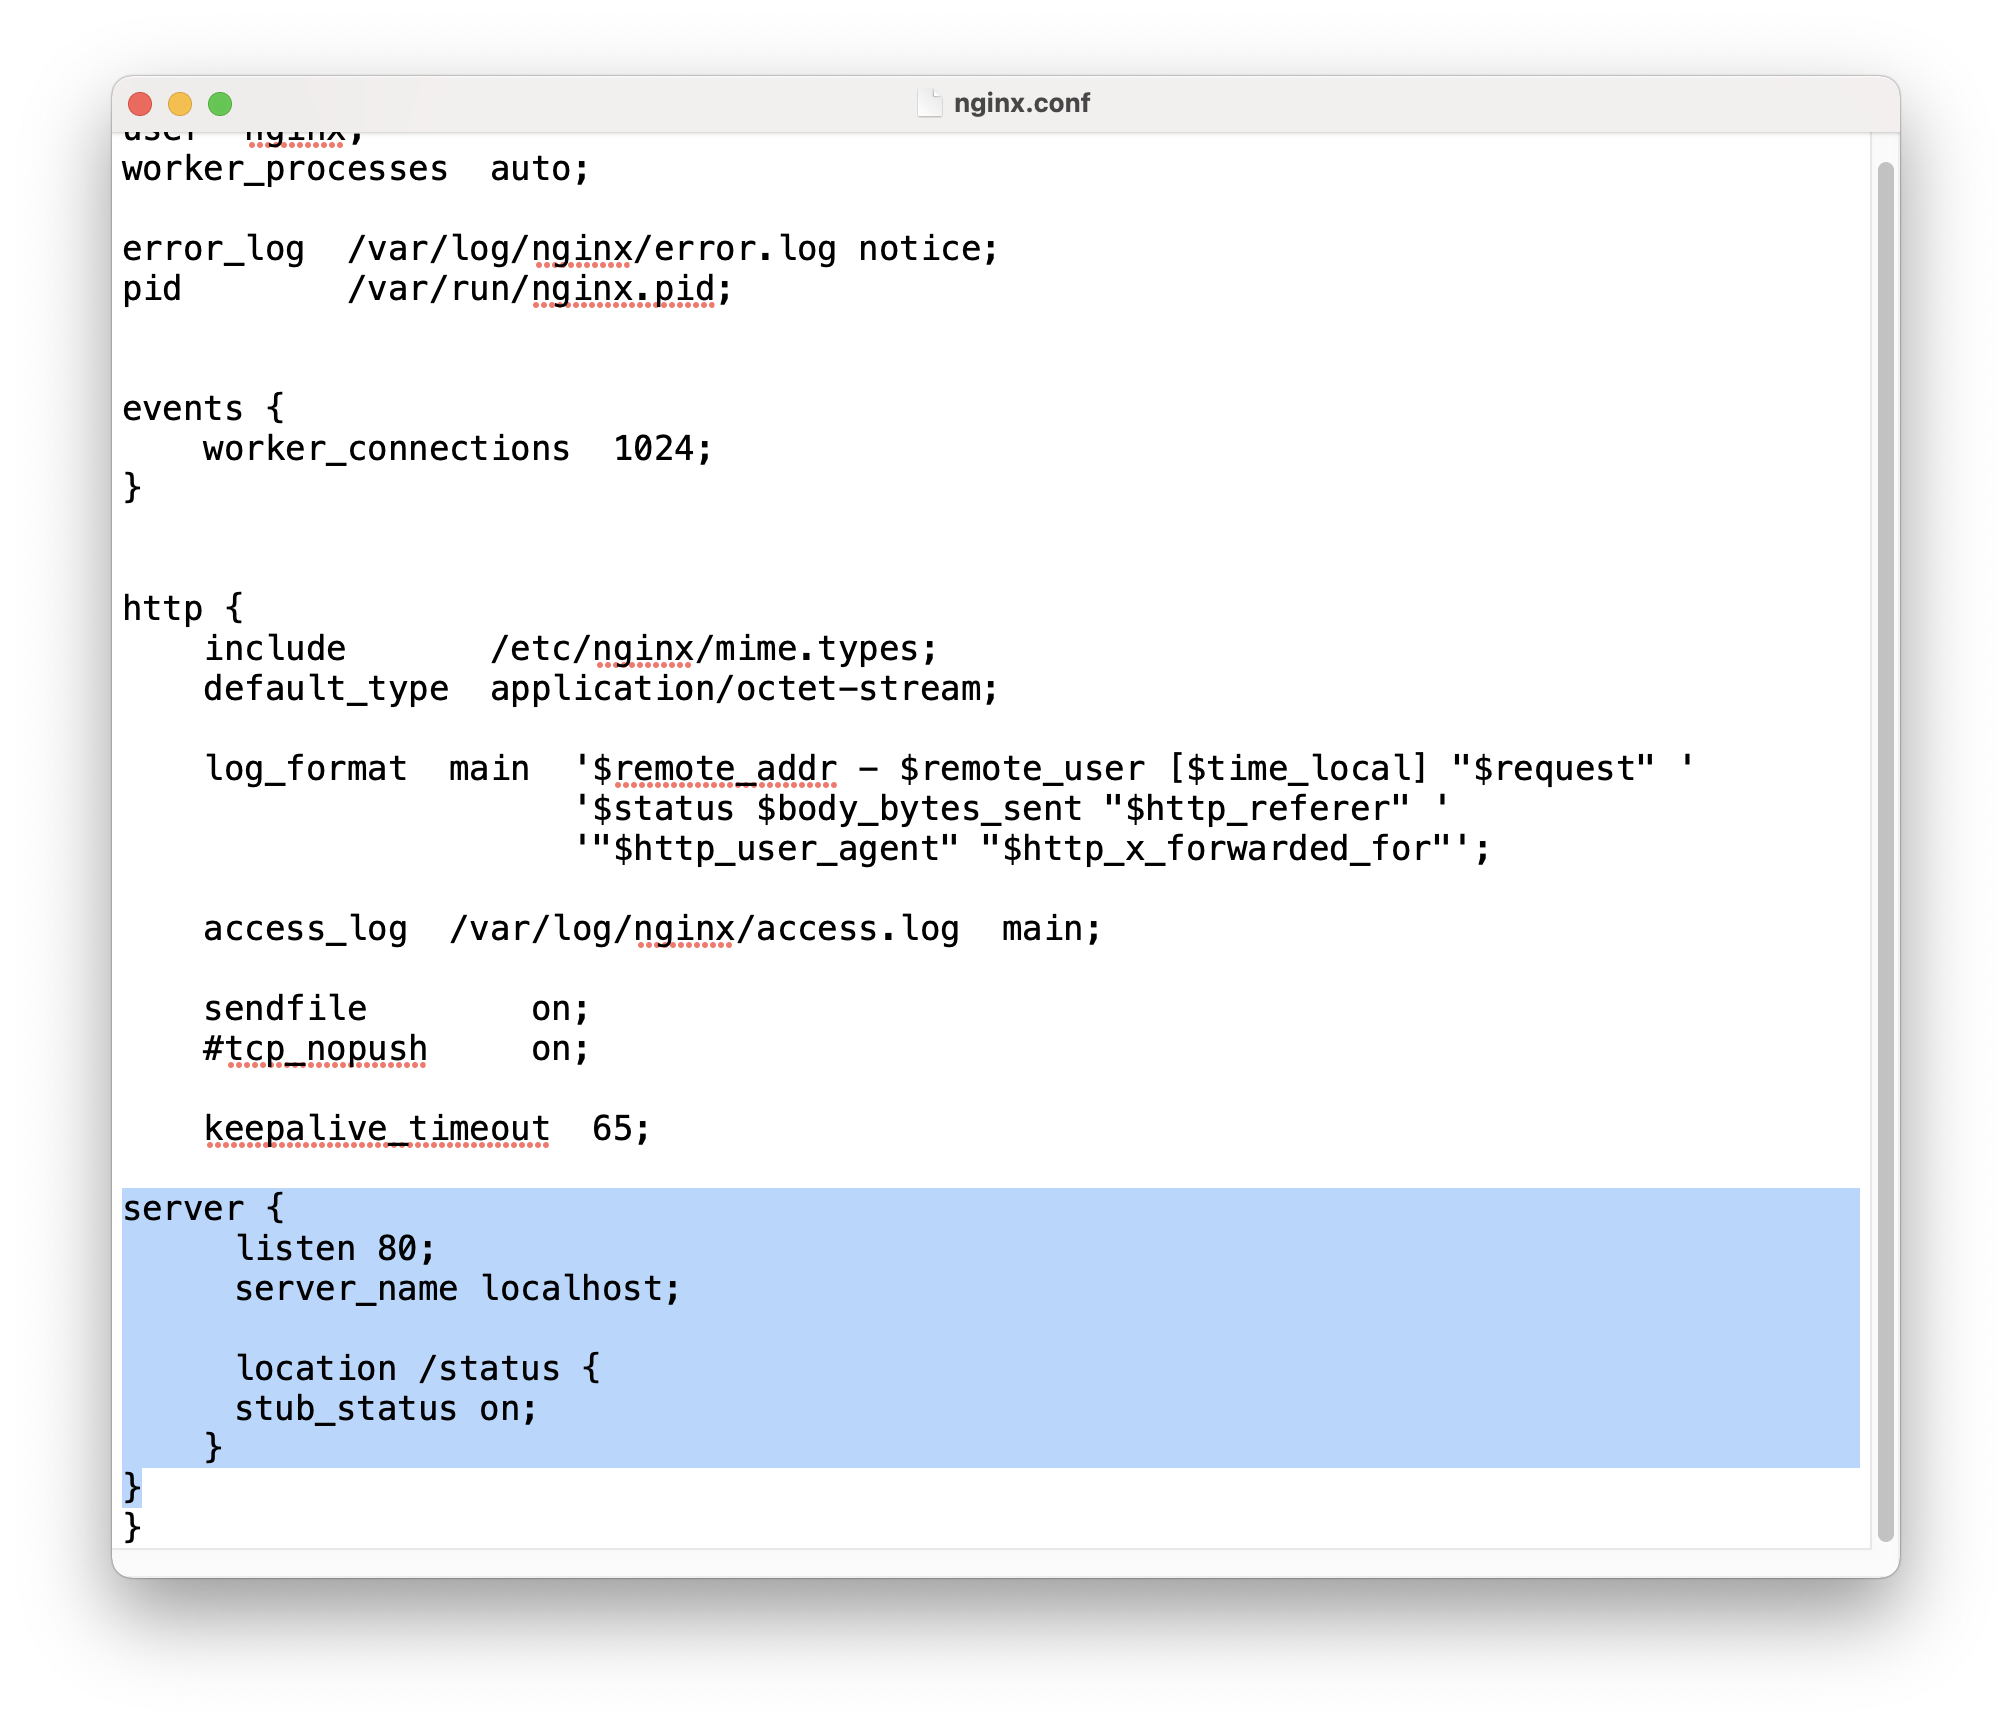 nginx.conf
user  nginx;
worker_processes  auto;

error_log  /var/log/nginx/error.log notice;
pid        /var/run/nginx.pid;


events {
    worker_connections  1024;
}


http {
    include       /etc/nginx/mime.types;
    default_type  application/octet-stream;

    log_format  main  '$remote_addr - $remote_user [$time_local] "$request" '
                      '$status $body_bytes_sent "$http_referer" '
                      '"$http_user_agent" "$http_x_forwarded_for"';

    access_log  /var/log/nginx/access.log  main;

    sendfile        on;
    #tcp_nopush     on;

    keepalive_timeout  65;

server {
     listen 80;
     server_name localhost;

     location /status {
     stub_status on;
    }
}
}